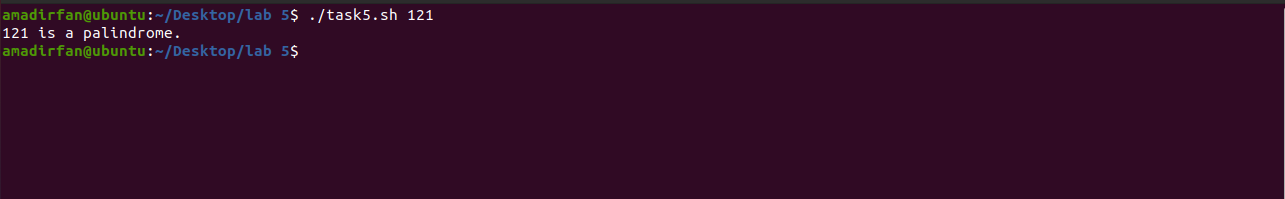 amadirfan@ubuntu:~/Desktop/lab 5$ ./task5.sh 121
121 is a palindrome.
amadirfan@ubuntu:~/Desktop/lab 5$